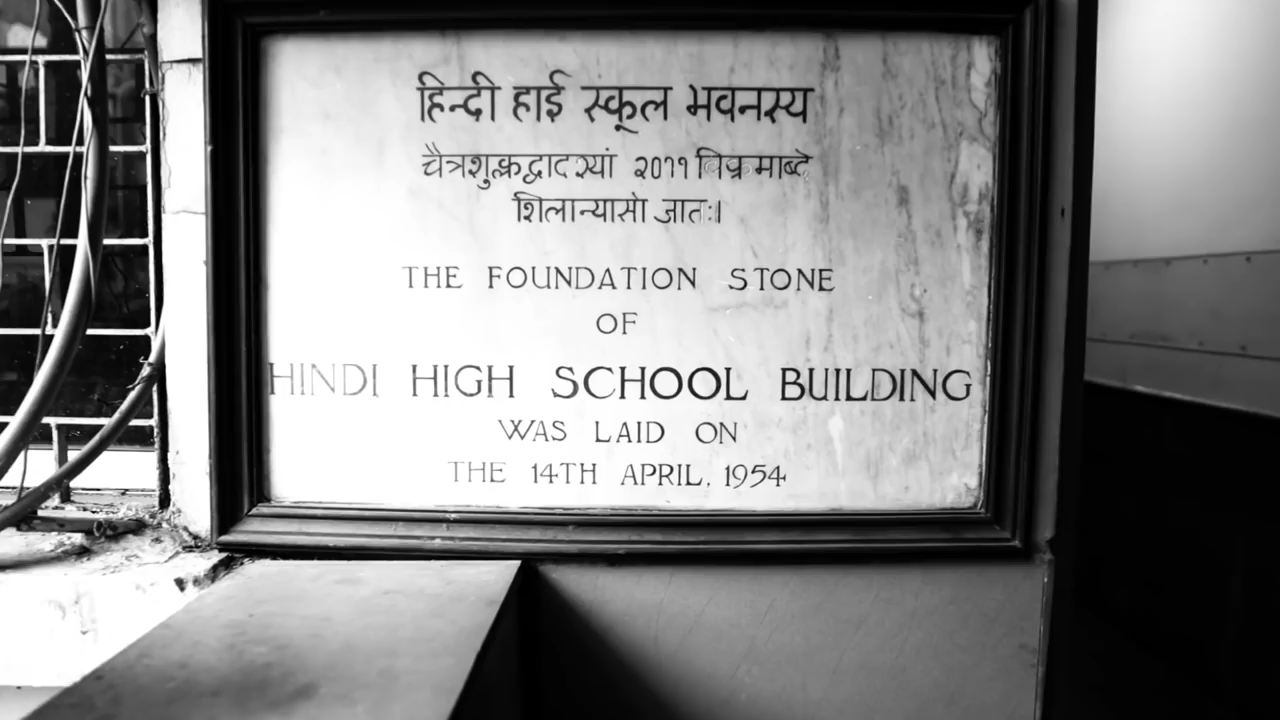 हिन्दी हाई स्कूल भवनस्य
चैत्रशुक्लद्वादश्यां २०११ विक्रमाब्दे
शिलान्यासो जातः।
THE FOUNDATION STONE
OF
HINDI HIGH SCHOOL BUILDING
WAS LAID ON
THE 14TH APRIL, 1954